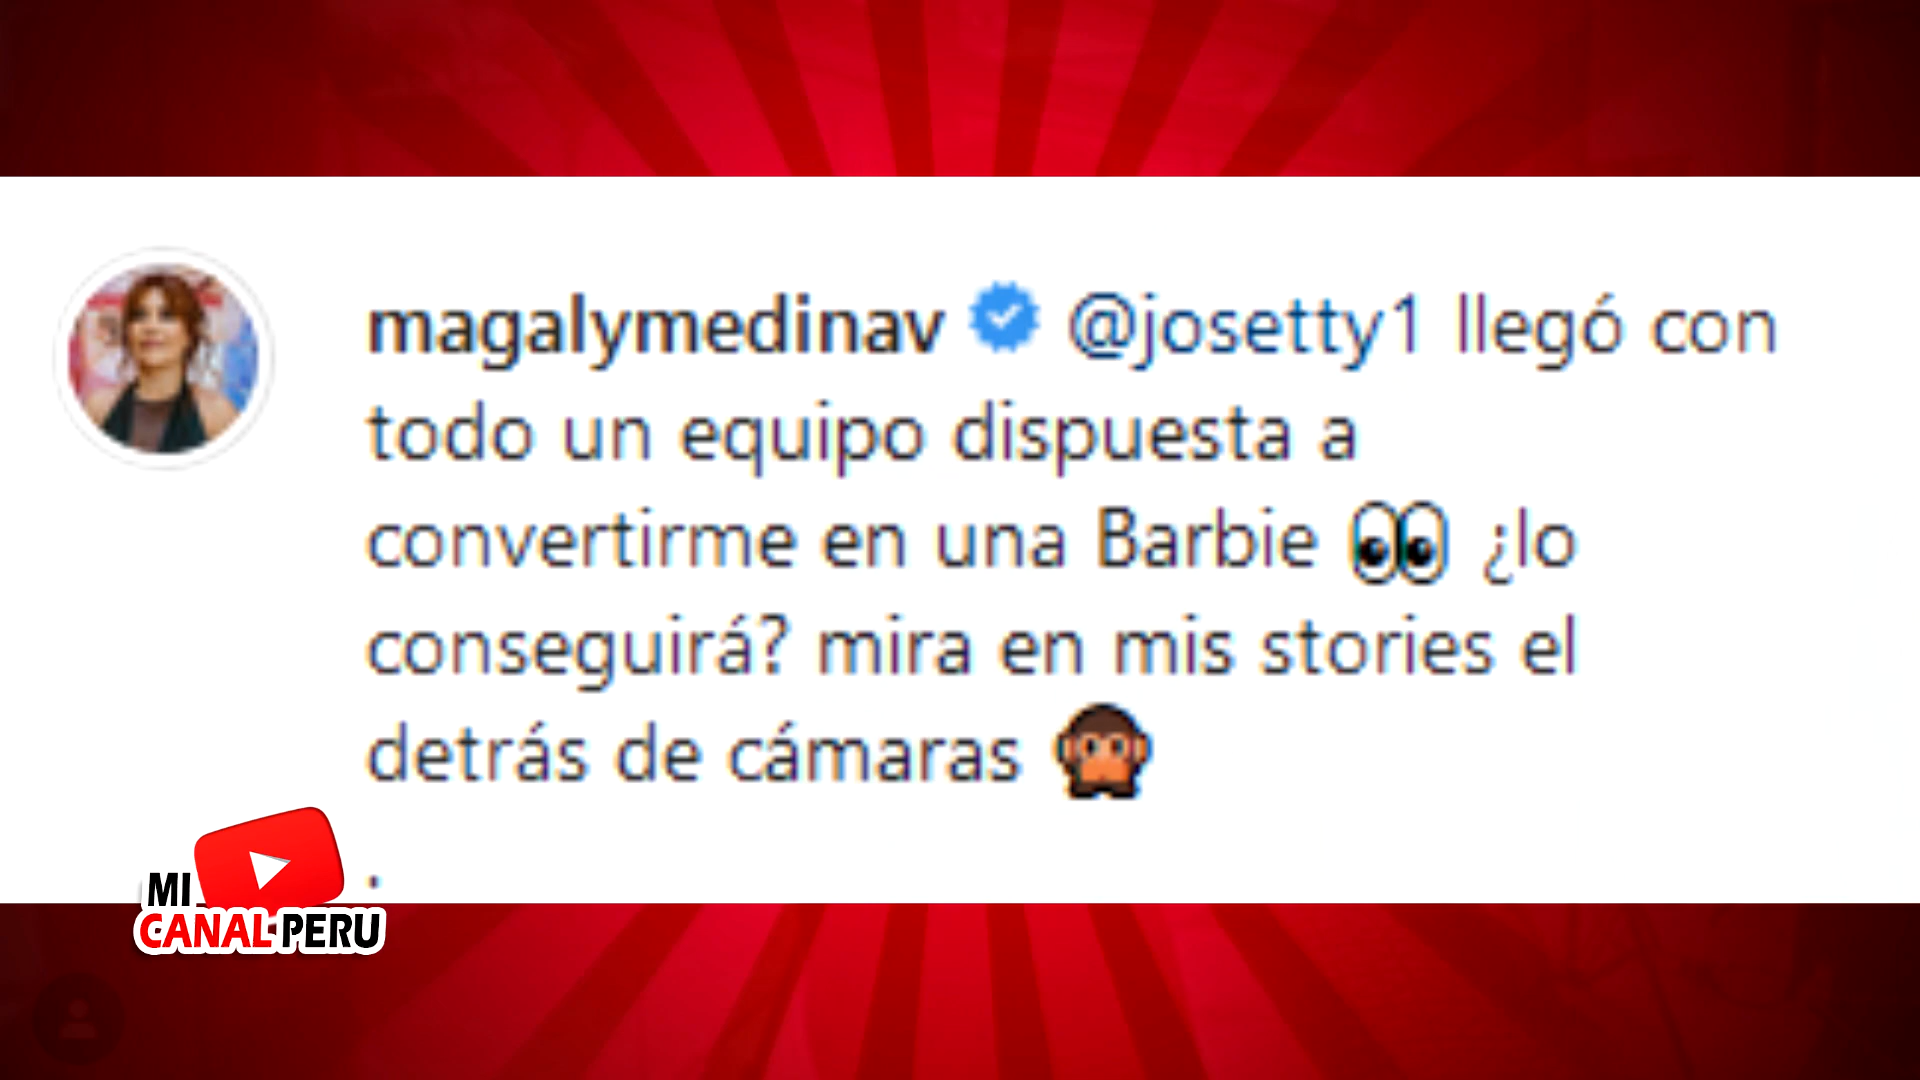 magalymedinav @josetty1 llegó con
todo un equipo dispuesta a
convertirme en una Barbie 👀 ¿lo
conseguirá? mira en mis stories el
detrás de cámaras 🙊
.
MI
CANAL PERU